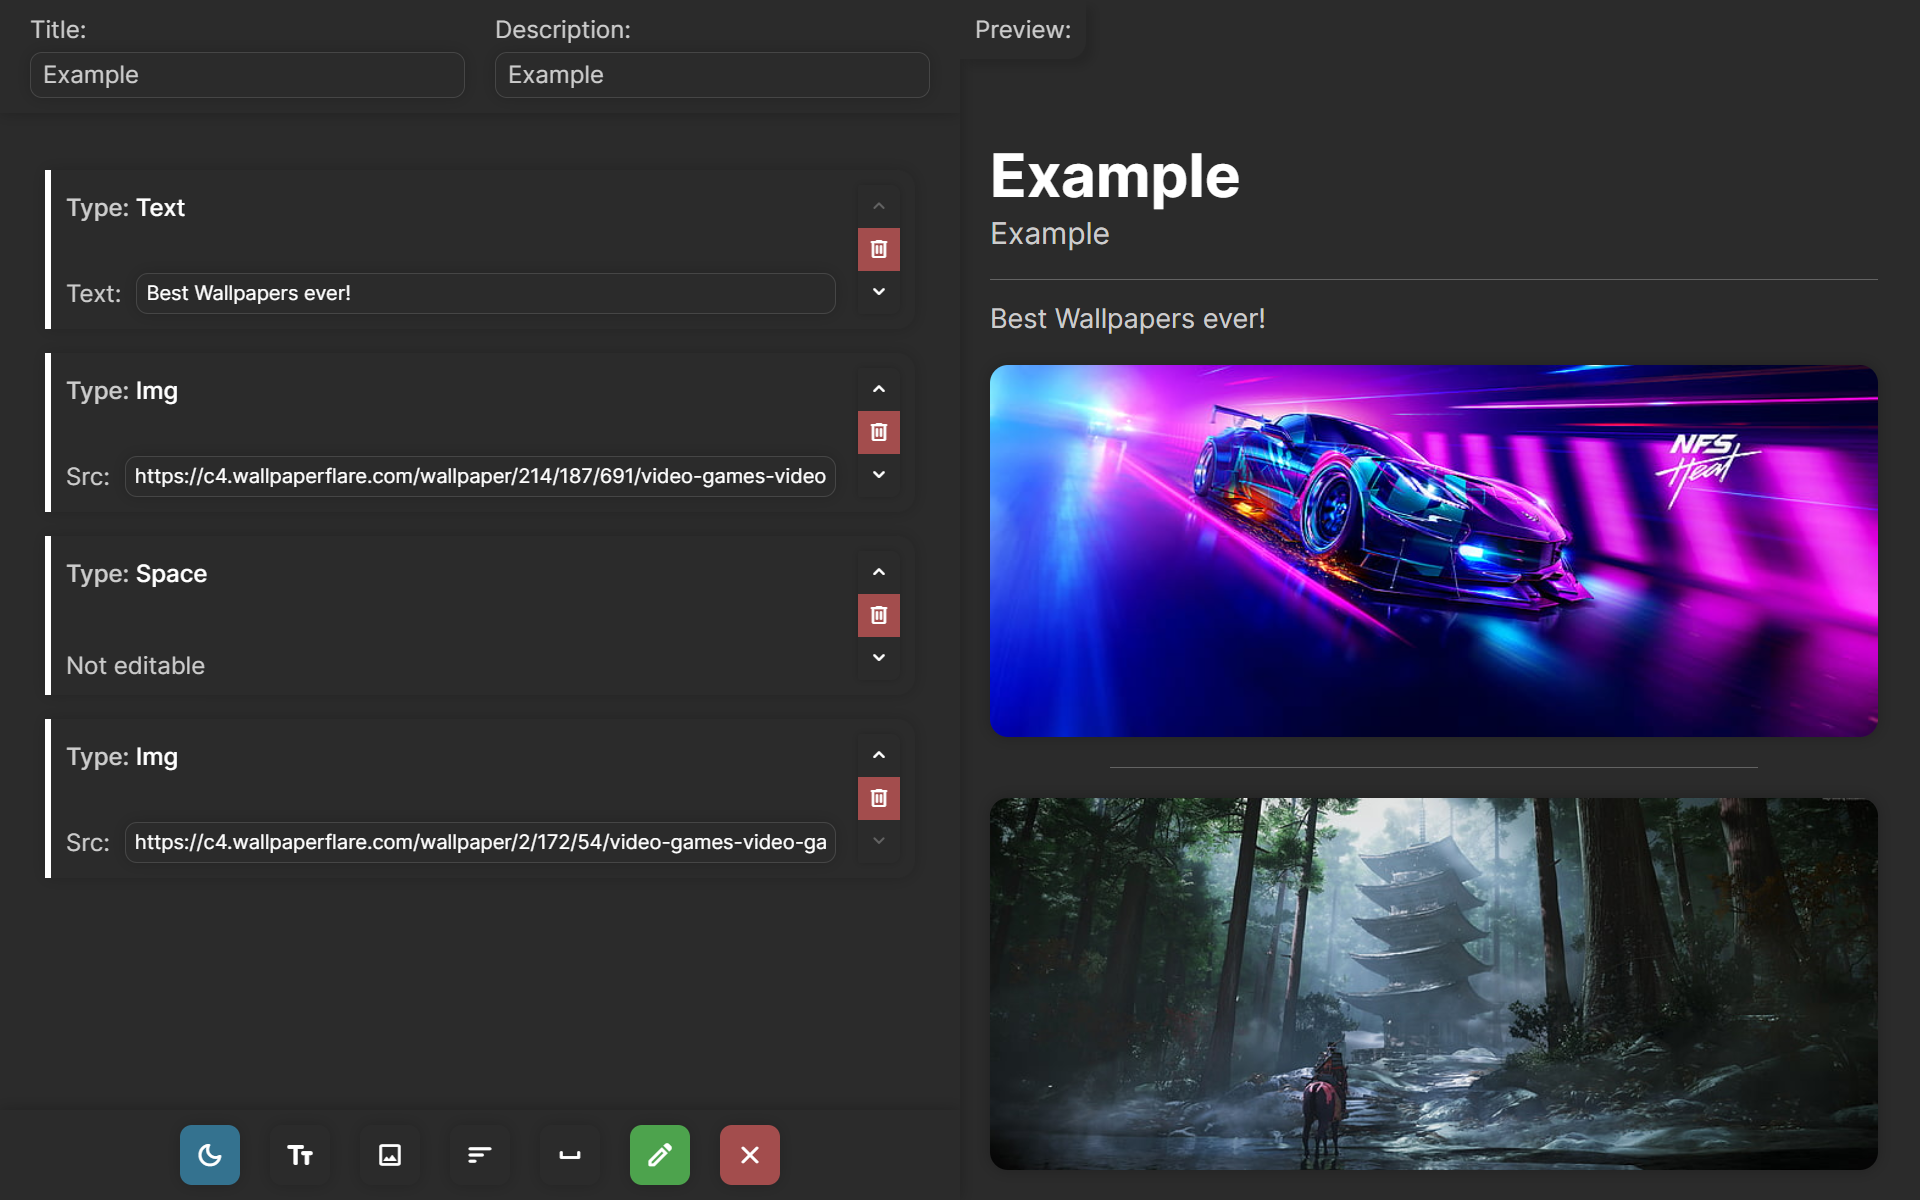 Title:
Example
Description:
Example
Type: Text
Text: Best Wallpapers ever!
Type: Img
Src: https://c4.wallpaperflare.com/wallpaper/214/187/691/video-games-video
Type: Space
Not editable
Type: Img
Src: https://c4.wallpaperflare.com/wallpaper/2/172/54/video-games-video-ga
Tt
Preview:
Example
Example
Best Wallpapers ever!
NFS
Heat